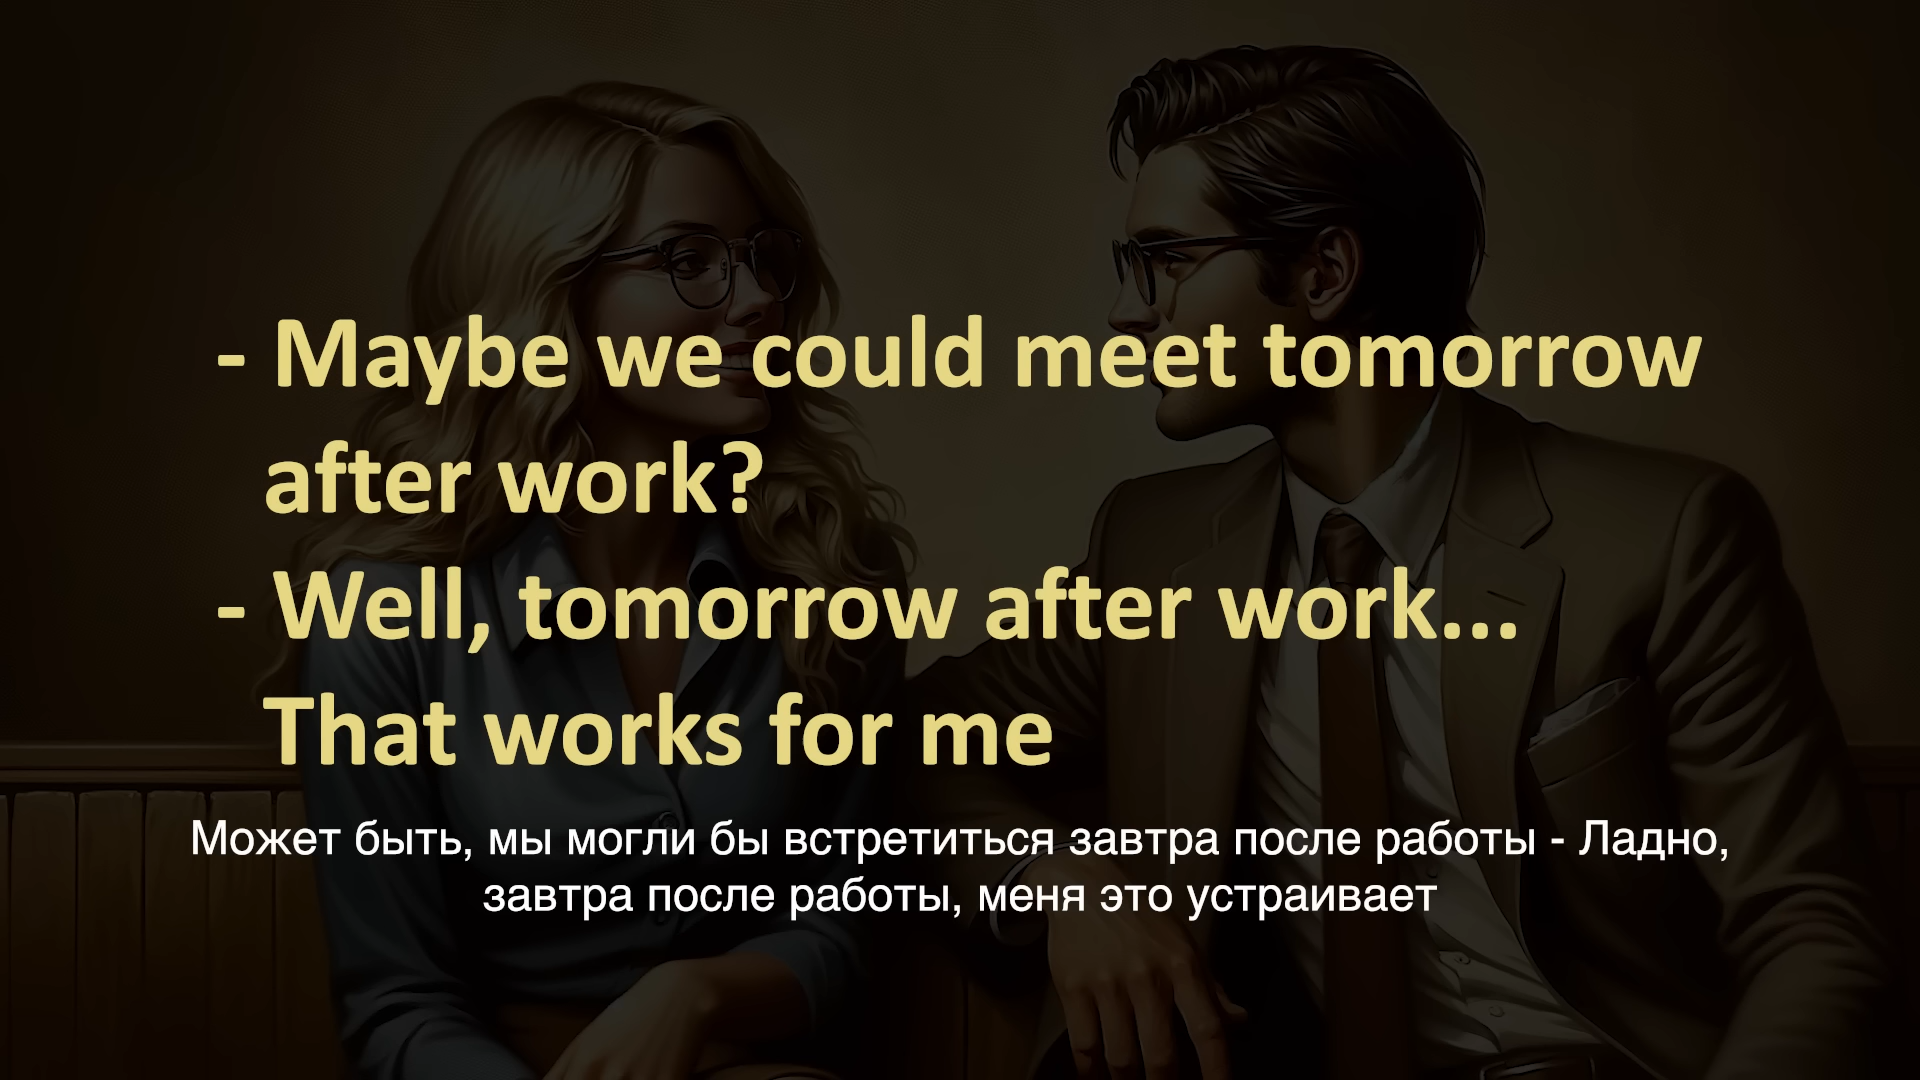 - Maybe we could meet tomorrow
after work?
- Well, tomorrow after work...
That works for me
Может быть, мы могли бы встретиться завтра после работы - Ладно,
завтра после работы, меня это устраивает